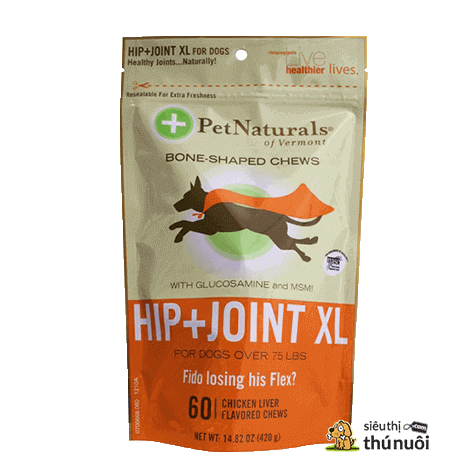 HIP+JOINT XL FOR DOGS
Healthy Joints...Naturally!
live
healthier lives.
Resealable For Extra Freshness
PetNaturals®
of Vermont
BONE-SHAPED CHEWS
WITH GLUCOSAMINE and MSM!
HIP+JOINT XL
FOR DOGS OVER 75 LBS
Fido losing his Flex?
60 CHICKEN LIVER
FLAVORED CHEWS
NET WT: 14.82 OZ (420 g)
siêuthị .com
thúnuôi